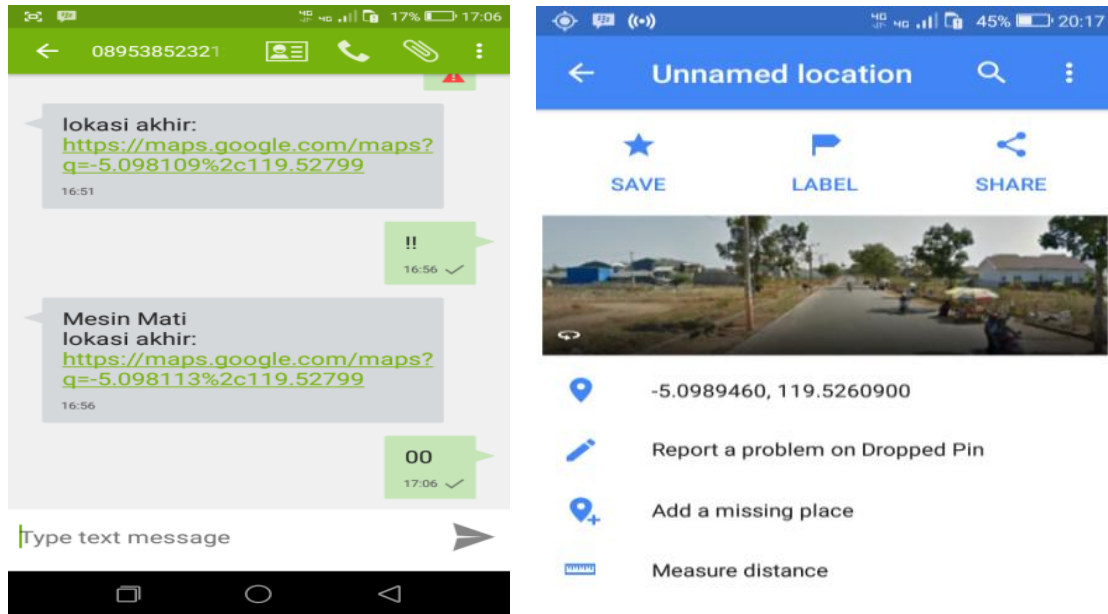 17% 17:06
08953852321
lokasi akhir:
https://maps.google.com/maps?
q=-5.098109%2c119.52799
16:51
!!
16:56
Mesin Mati
lokasi akhir:
https://maps.google.com/maps?
q=-5.098113%2c119.52799
16:56
00
17:06
Type text message
4G 45% 20:17
Unnamed location
SAVE LABEL SHARE
-5.0989460, 119.5260900
Report a problem on Dropped Pin
Add a missing place
Measure distance